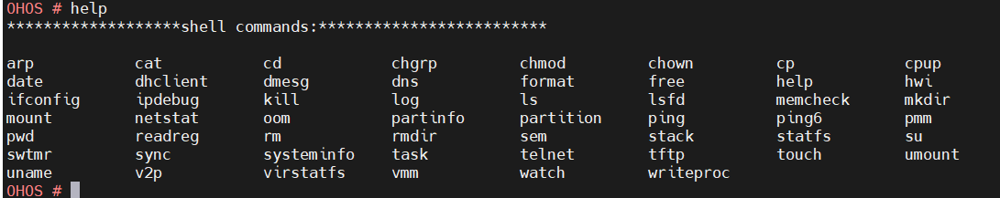 OHOS # help
*******************shell commands:*************************
arp cat cd chgrp chmod chown cp cpup
date dhclient dmesg dns format free help hwi
ifconfig ipdebug kill log ls lsfd memcheck mkdir
mount netstat oom partinfo partition ping ping6 pmm
pwd readreg rm rmdir sem stack statfs su
swtmr sync systeminfo task telnet tftp touch umount
uname v2p virstatfs vmm watch writeproc
OHOS #